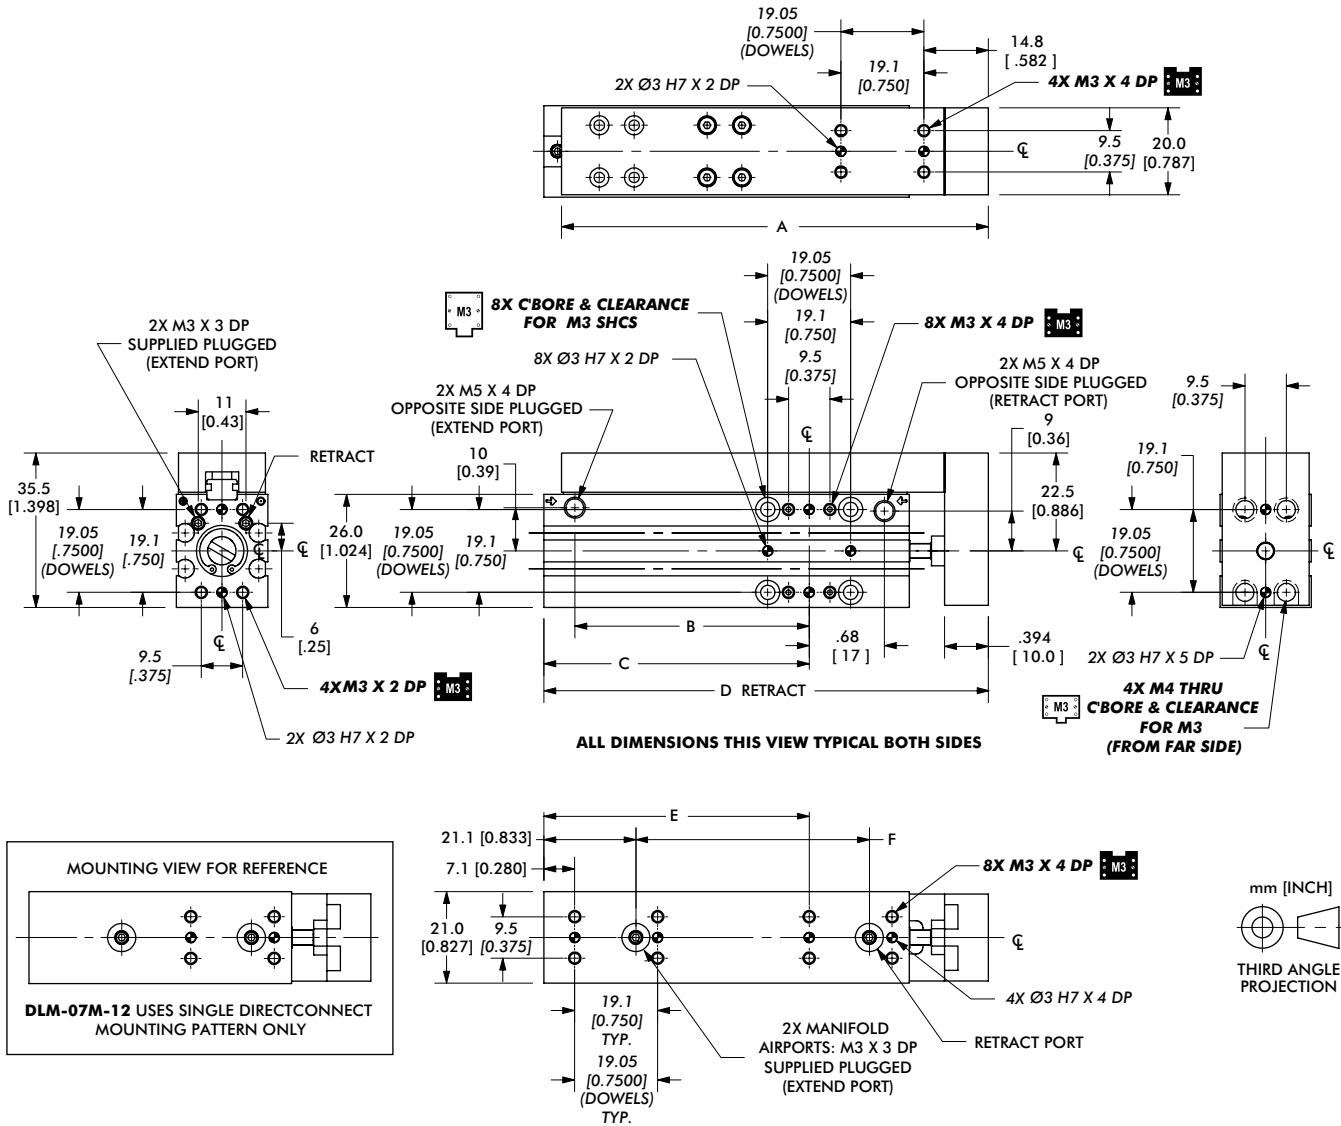 19.05
[0.7500]
(DOWELS)
14.8
[ .582 ]
2X Ø3 H7 X 2 DP
19.1
[0.750]
4X M3 X 4 DP
M3
9.5
[0.375]
20.0
[0.787]
℄
A
19.05
[0.7500]
(DOWELS)
M3
8X C'BORE & CLEARANCE
FOR M3 SHCS
19.1
[0.750]
8X M3 X 4 DP
M3
8X Ø3 H7 X 2 DP
9.5
[0.375]
2X M3 X 3 DP
SUPPLIED PLUGGED
(EXTEND PORT)
2X M5 X 4 DP
OPPOSITE SIDE PLUGGED
(EXTEND PORT)
2X M5 X 4 DP
OPPOSITE SIDE PLUGGED
(RETRACT PORT)
9.5
[0.375]
11
[0.43]
℄
9
[0.36]
RETRACT
10
[0.39]
19.1
[0.750]
35.5
[1.398]
22.5
[0.886]
19.05
[.7500]
(DOWELS)
19.1
[.750]
℄
℄
26.0
[1.024]
19.05
[0.7500]
(DOWELS)
19.1
[0.750]
℄
19.05
[0.7500]
(DOWELS)
℄
6
[.25]
℄
9.5
[.375]
B
.68
[ 17 ]
.394
[ 10.0 ]
C
2X Ø3 H7 X 5 DP
℄
4X M3 X 2 DP
M3
D RETRACT
M3
4X M4 THRU
C'BORE & CLEARANCE
FOR M3
(FROM FAR SIDE)
2X Ø3 H7 X 2 DP
ALL DIMENSIONS THIS VIEW TYPICAL BOTH SIDES
E
21.1 [0.833]
F
7.1 [0.280]
8X M3 X 4 DP
M3
MOUNTING VIEW FOR REFERENCE
21.0
[0.827]
9.5
[0.375]
℄
DLM-07M-12 USES SINGLE DIRECTCONNECT
MOUNTING PATTERN ONLY
4X Ø3 H7 X 4 DP
19.1
[0.750]
TYP.
2X MANIFOLD
AIRPORTS: M3 X 3 DP
SUPPLIED PLUGGED
(EXTEND PORT)
RETRACT PORT
19.05
[0.7500]
(DOWELS)
TYP.
mm [INCH]
THIRD ANGLE
PROJECTION